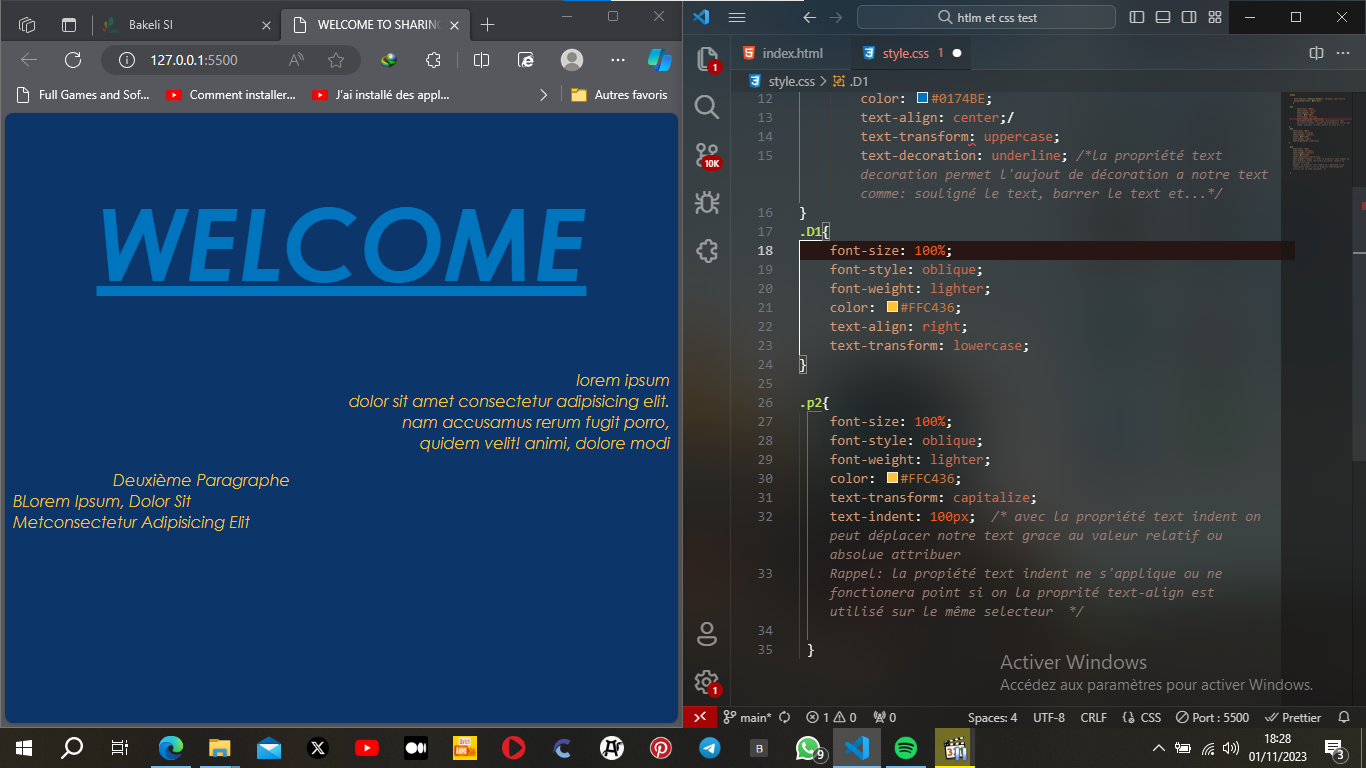 Bakeli SI
WELCOME TO SHARING
htlm et css test
127.0.0.1:5500
Full Games and Sof...
Comment installer...
J'ai installé des appl...
Autres favoris
WELCOME
lorem ipsum
dolor sit amet consectetur adipisicing elit.
nam accusamus rerum fugit porro,
quidem velit! animi, dolore modi
Deuxième Paragraphe
BLorem Ipsum, Dolor Sit
Metconsectetur Adipisicing Elit
index.html
style.css 1
style.css > .D1
1
10K
1
12 color: #0174BE;
13 text-align: center;/
14 text-transform: uppercase;
15 text-decoration: underline; /*la propriété text
decoration permet l'aujout de décoration a notre text
comme: souligné le text, barrer le text et...*/
16 }
17 .D1{
18 font-size: 100%;
19 font-style: oblique;
20 font-weight: lighter;
21 color: #FFC436;
22 text-align: right;
23 text-transform: lowercase;
24 }
25
26 .p2{
27 font-size: 100%;
28 font-style: oblique;
29 font-weight: lighter;
30 color: #FFC436;
31 text-transform: capitalize;
32 text-indent: 100px; /* avec la propriété text indent on
peut déplacer notre text grace au valeur relatif ou
absolue attribuer
33 Rappel: la propiété text indent ne s'applique ou ne
fonctionera point si on la proprité text-align est
utilisé sur le même selecteur */
34
35 }
Activer Windows
Accédez aux paramètres pour activer Windows.
main* 1 0 0 Spaces: 4 UTF-8 CRLF CSS Port : 5500 Prettier
B
9
18:28
01/11/2023
3